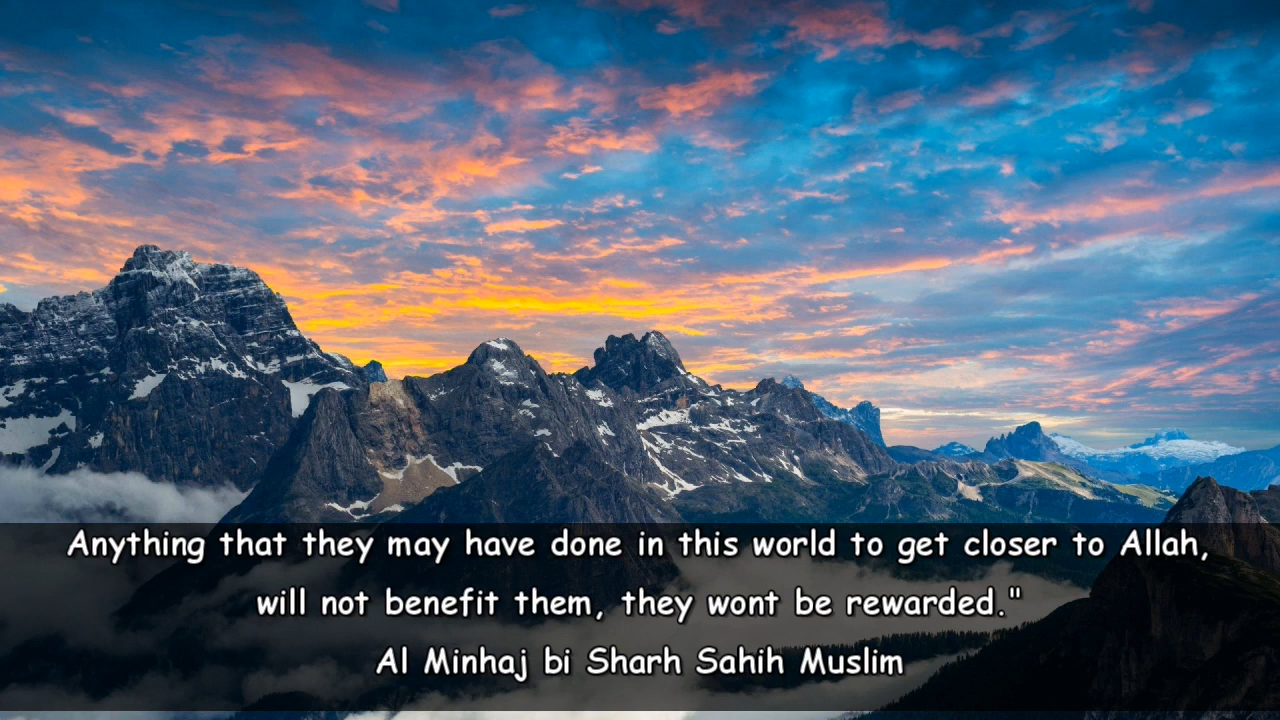 Anything that they may have done in this world to get closer to Allah,
will not benefit them, they wont be rewarded."
Al Minhaj bi Sharh Sahih Muslim